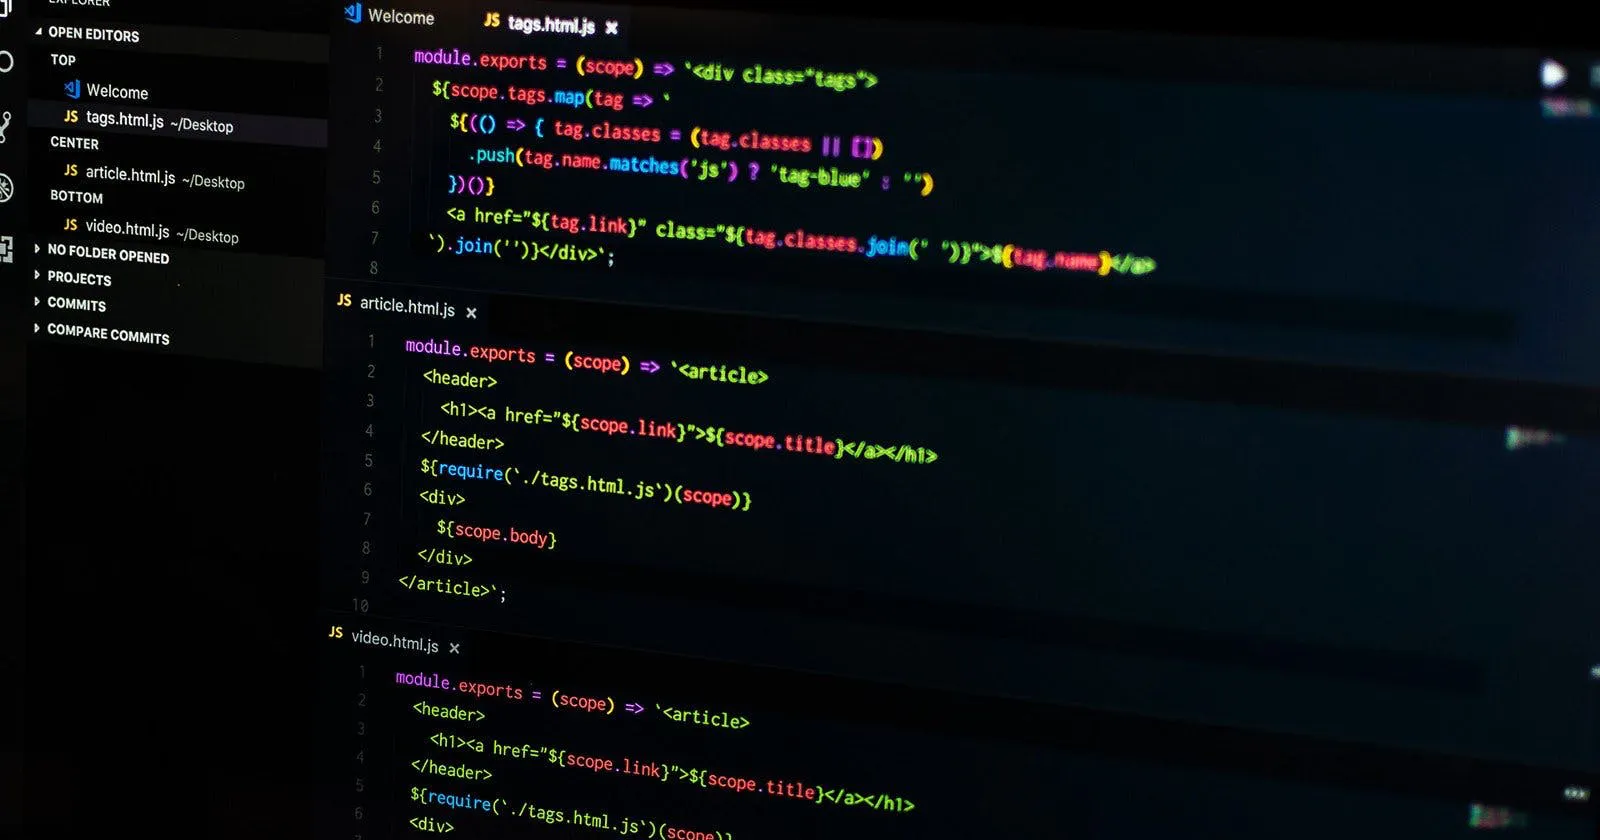 EXPLORER
OPEN EDITORS
TOP
Welcome
JS tags.html.js ~/Desktop
CENTER
JS article.html.js ~/Desktop
BOTTOM
JS video.html.js ~/Desktop
NO FOLDER OPENED
PROJECTS
COMMITS
COMPARE COMMITS
Welcome JS tags.html.js ×
1 module.exports = (scope) => `<div class="tags">
2 ${scope.tags.map(tag => `
3 ${(() => { tag.classes = (tag.classes || [])
4 .push(tag.name.matches('js') ? 'tag-blue' : '')
5 })()}
6 <a href="${tag.link}" class="${tag.classes.join(" ")}">${tag.name}</a>
7 `).join('')}</div>`;
8
JS article.html.js ×
1 module.exports = (scope) => `<article>
2 <header>
3 <h1><a href="${scope.link}">${scope.title}</a></h1>
4 </header>
5 ${require(`./tags.html.js`)(scope)}
6 <div>
7 ${scope.body}
8 </div>
9 </article>`;
10
JS video.html.js ×
1 module.exports = (scope) => `<article>
2 <header>
3 <h1><a href="${scope.link}">${scope.title}</a></h1>
4 </header>
5 ${require(`./tags.html.js`)(scope)}
6 <div>